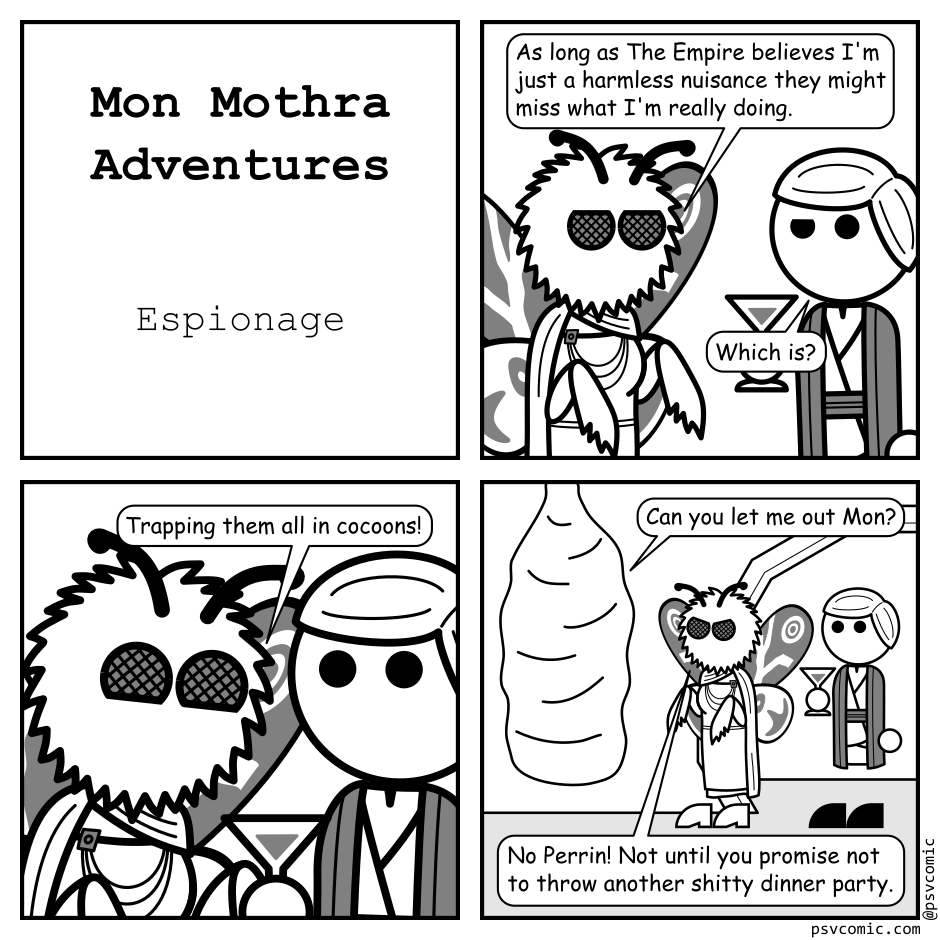 Mon Mothra
Adventures
Espionage
As long as The Empire believes I'm
just a harmless nuisance they might
miss what I'm really doing.
Which is?
Trapping them all in cocoons!
Can you let me out Mon?
No Perrin! Not until you promise not
to throw another shitty dinner party.
@psvcomic
psvcomic.com